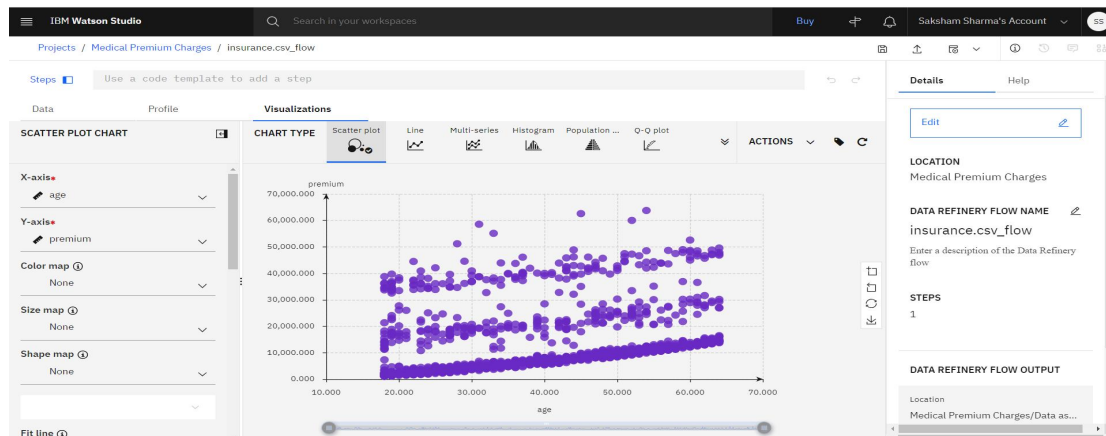 IBM Watson Studio
Search in your workspaces
Buy
Saksham Sharma's Account
SS
Projects / Medical Premium Charges / insurance.csv_flow
Steps
Use a code template to add a step
Data Profile Visualizations
SCATTER PLOT CHART
X-axis*
age
Y-axis*
premium
Color map
None
Size map
None
Shape map
None
Fit line
CHART TYPE
Scatter plot
Line
Multi-series
Histogram
Population ...
Q-Q plot
ACTIONS
premium
70,000.000
60,000.000
50,000.000
40,000.000
30,000.000
20,000.000
10,000.000
0.000
10.000 20.000 30.000 40.000 50.000 60.000 70.000
age
Details Help
Edit
LOCATION
Medical Premium Charges
DATA REFINERY FLOW NAME
insurance.csv_flow
Enter a description of the Data Refinery
flow
STEPS
1
DATA REFINERY FLOW OUTPUT
Location
Medical Premium Charges/Data as...